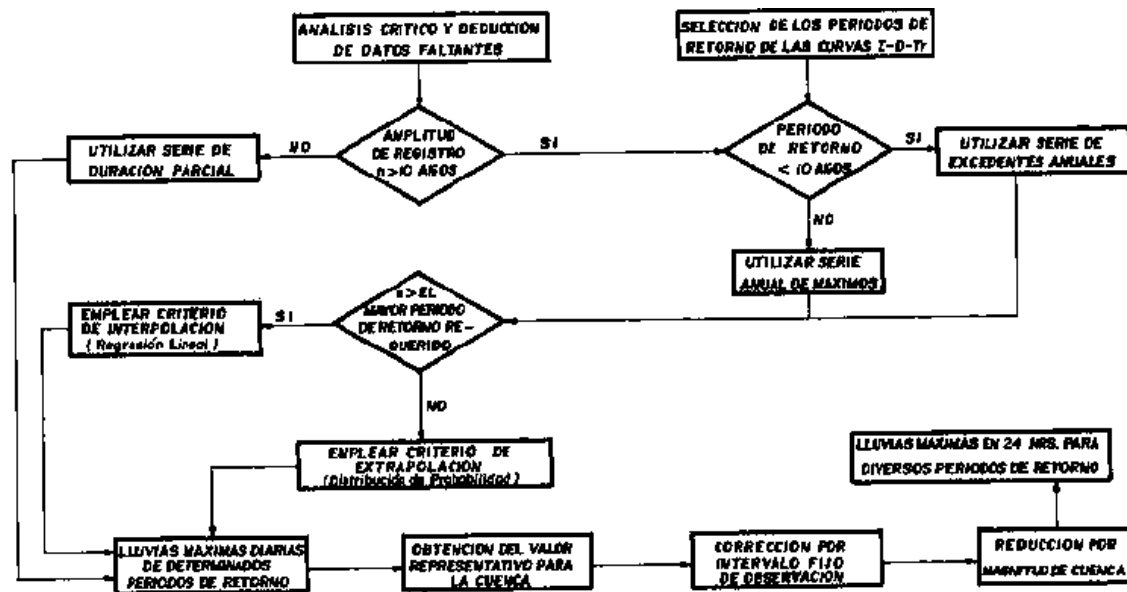 ANALISIS CRITICO Y DEDUCCION
DE DATOS FALTANTES
SELECCION DE LOS PERIODOS DE
RETORNO DE LAS CURVAS I-D-Tr
AMPLITUD
DE REGISTRO
n>10 AÑOS
NO
SI
UTILIZAR SERIE DE
DURACIÓN PARCIAL
PERIODO
DE RETORNO
< 10 AÑOS
SI
NO
UTILIZAR SERIE DE
EXCEDENTES ANUALES
UTILIZAR SERIE
ANUAL DE MAXIMOS
n>EL
MAYOR PERIODO
DE RETORNO RE-
QUERIDO
SI
NO
EMPLEAR CRITERIO
DE INTERPOLACION
( Regresión Lineal )
EMPLEAR CRITERIO DE
EXTRAPOLACION
( Distribución de Probabilidad )
LLUVIAS MAXIMAS EN 24 HRS. PARA
DIVERSOS PERIODOS DE RETORNO
LLUVIAS MAXIMAS DIARIAS
DE DETERMINADOS
PERIODOS DE RETORNO
OBTENCION DEL VALOR
REPRESENTATIVO PARA
LA CUENCA
CORRECCION POR
INTERVALO FIJO
DE OBSERVACION
REDUCCION POR
MAGNITUD DE CUENCA